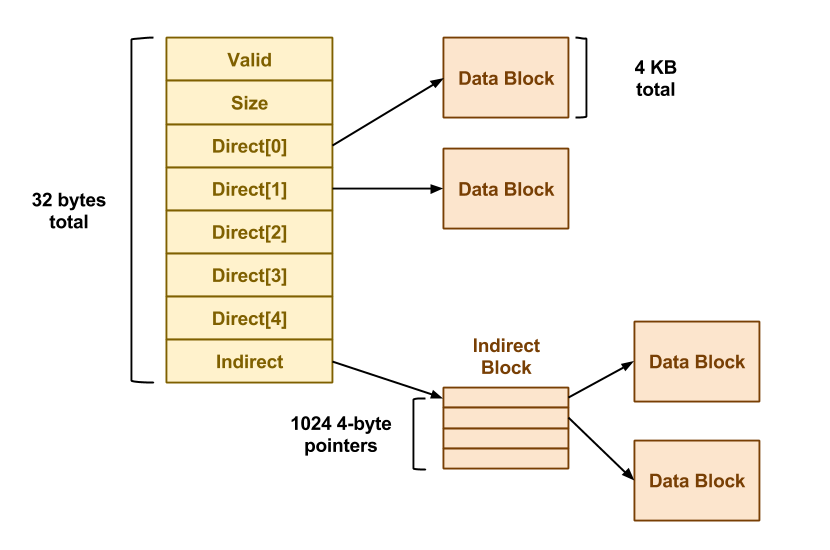 32 bytes
total
Valid
Size
Direct[0]
Direct[1]
Direct[2]
Direct[3]
Direct[4]
Indirect
Data Block
4 KB
total
Data Block
Indirect
Block
1024 4-byte
pointers
Data Block
Data Block